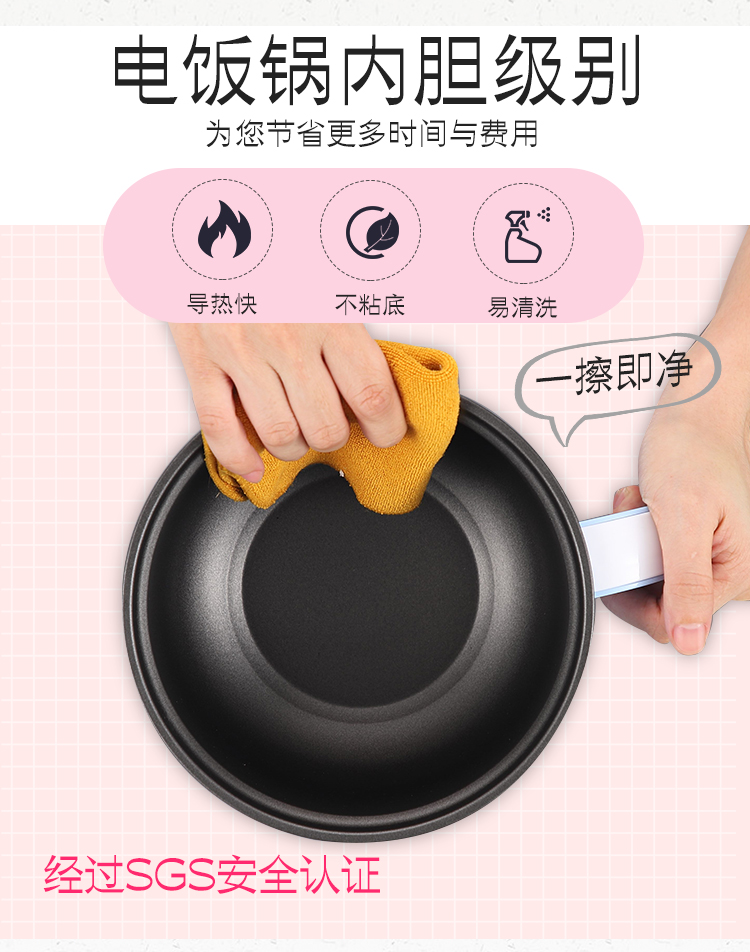 电饭锅内胆级别
为您节省更多时间与费用
导热快
不粘底
易清洗
一擦即净
经过SGS安全认证